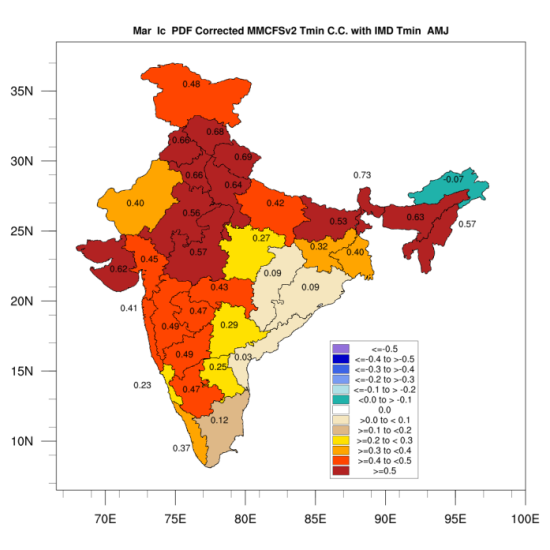 Mar Ic PDF Corrected MMCFSv2 Tmin C.C. with IMD Tmin AMJ
35N
30N
25N
20N
15N
10N
70E
75E
80E
85E
90E
95E
100E
0.48
0.66
0.68
0.69
0.66
0.64
0.73
-0.07
0.40
0.56
0.42
0.53
0.63
0.57
0.27
0.32
0.40
0.57
0.45
0.62
0.09
0.09
0.43
0.41
0.47
0.49
0.29
0.49
0.03
0.25
0.23
0.47
0.12
0.37
<=-0.5
<=-0.4 to >-0.5
<=-0.3 to >-0.4
<=-0.2 to >-0.3
<=-0.1 to > -0.2
<0.0 to > -0.1
0.0
>0.0 to < 0.1
>=0.1 to <0.2
>=0.2 to < 0.3
>=0.3 to <0.4
>=0.4 to <0.5
>=0.5